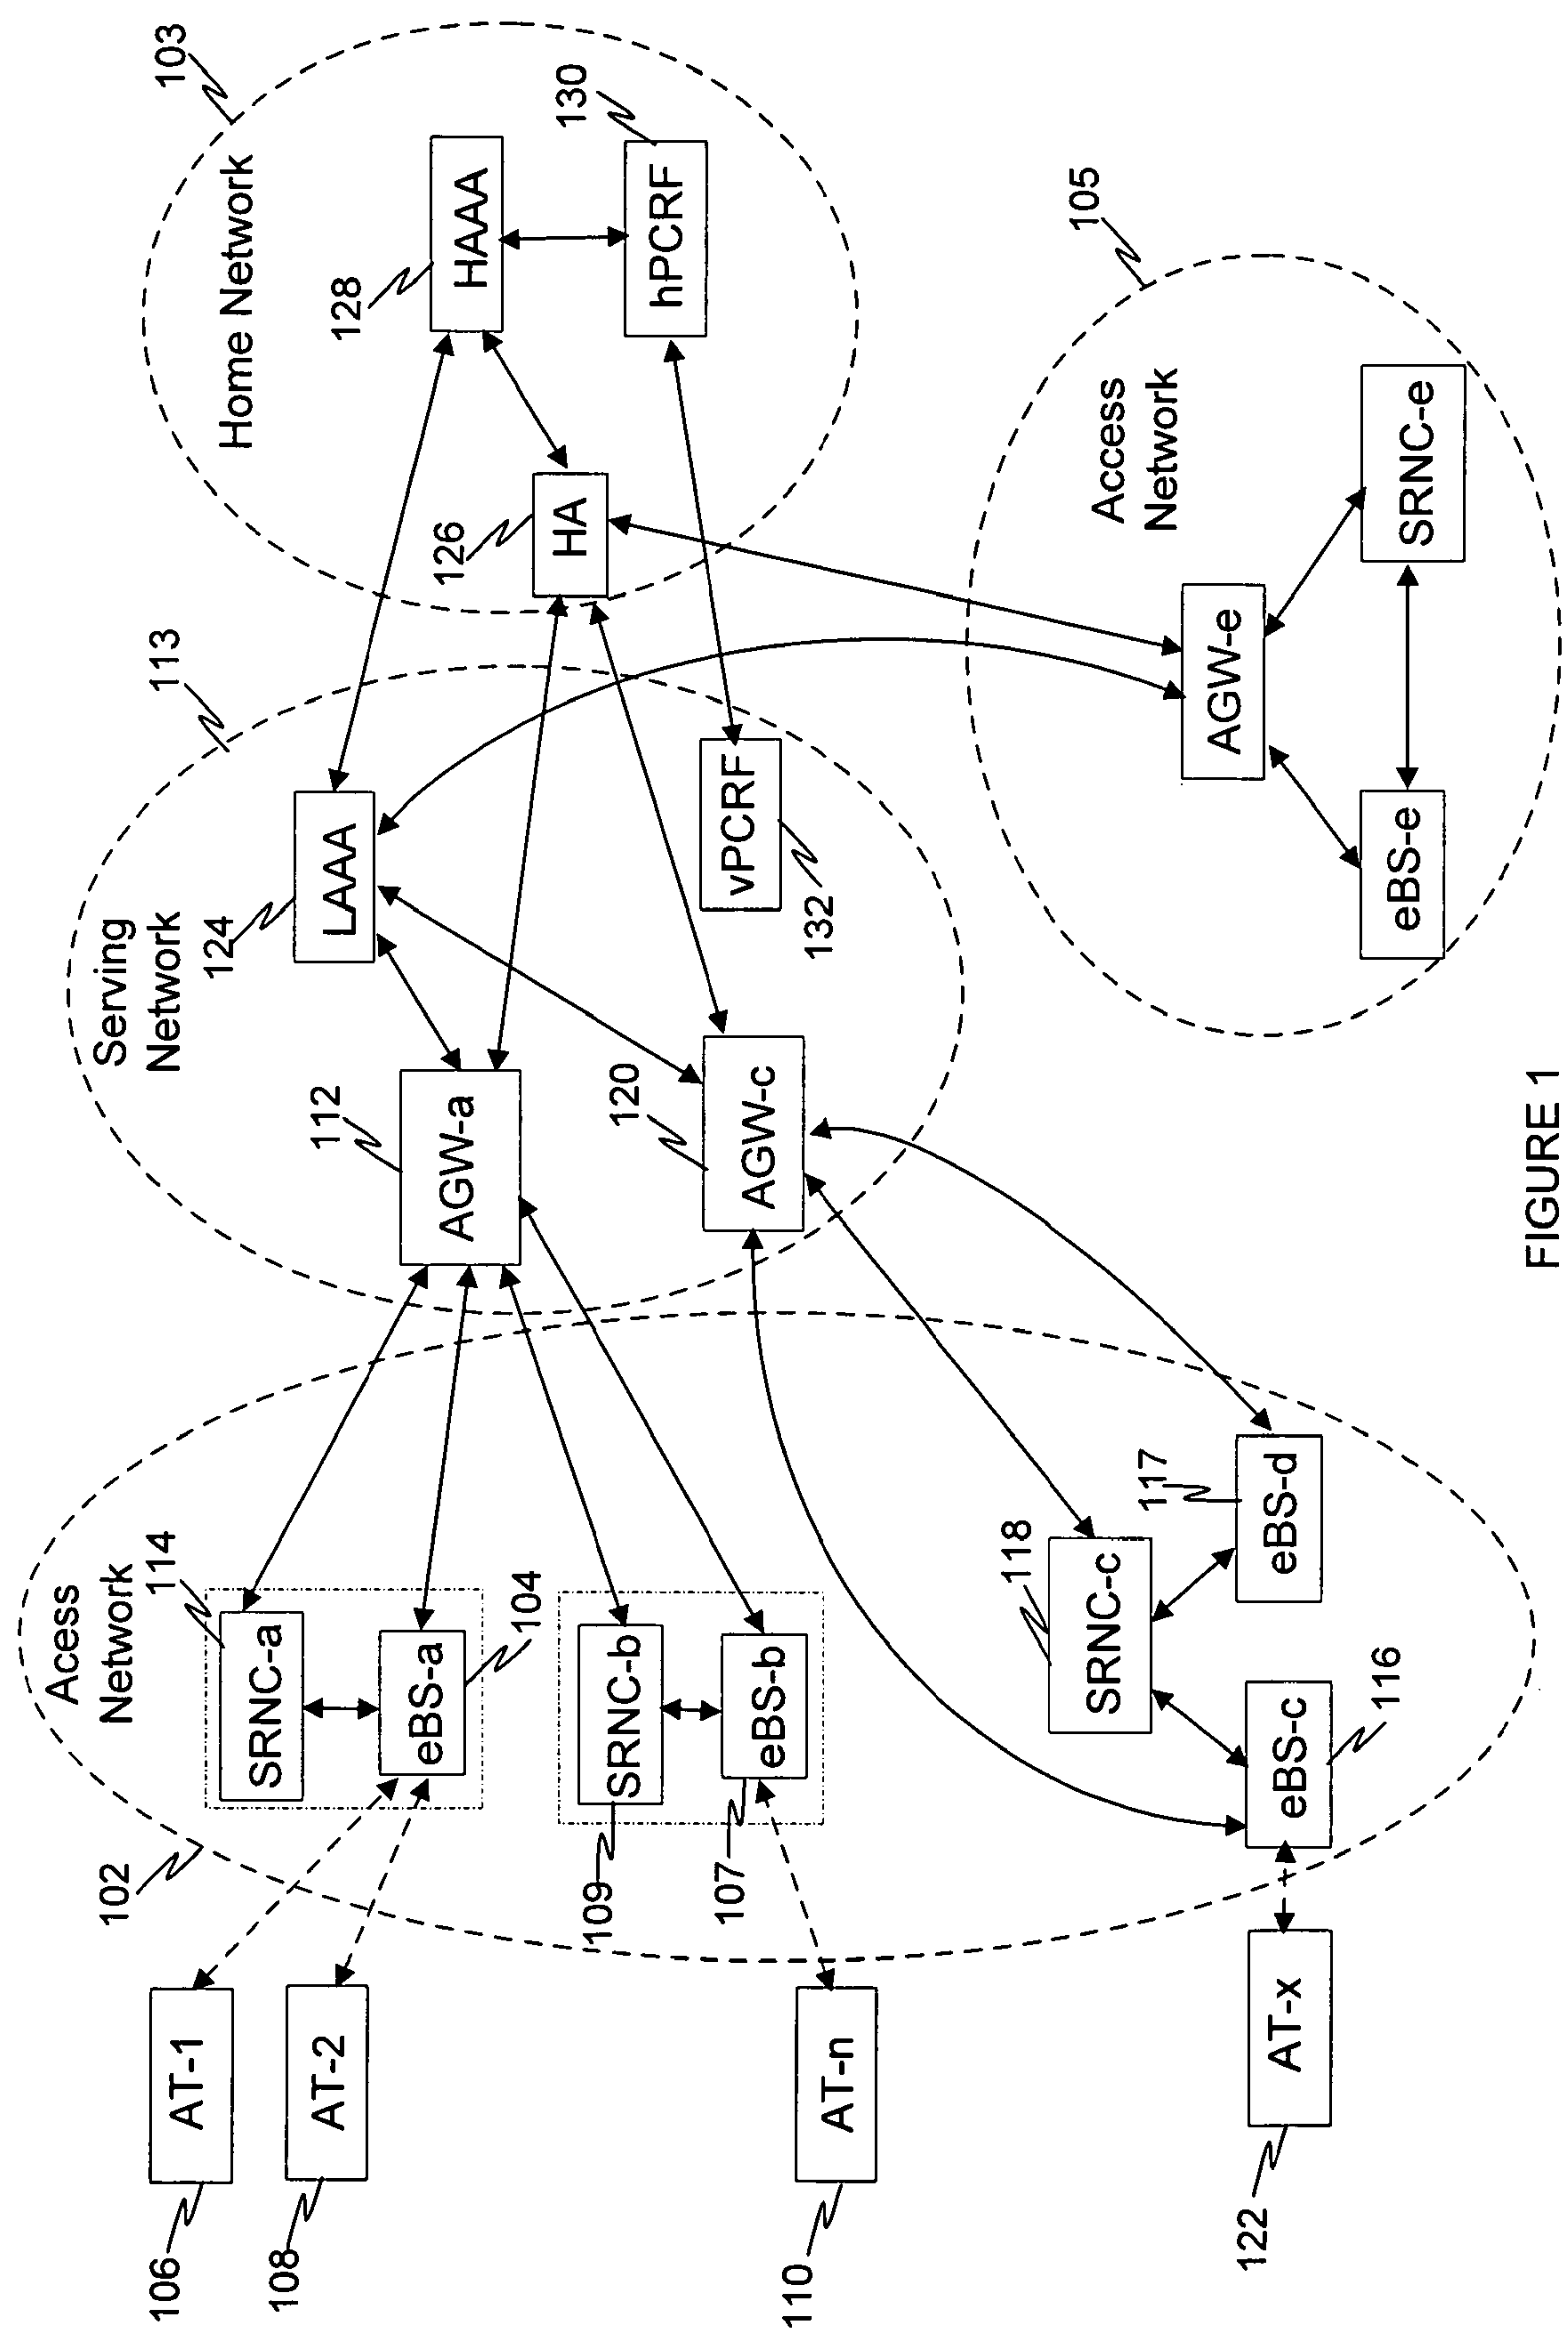 103
Home Network
128
HAAA
130
hPCRF
126
HA
105
Access
Network
AGW-e
SRNC-e
eBS-e
113
Serving
Network
124
LAAA
vPCRF
132
112
AGW-a
120
AGW-c
Acess
Network
114
SRNC-a
eBS-a
104
SRNC-b
109
eBS-b
107
118
SRNC-c
117
eBS-d
eBS-c
116
102
AT-1
106
AT-2
108
AT-n
110
AT-x
122
FIGURE 1